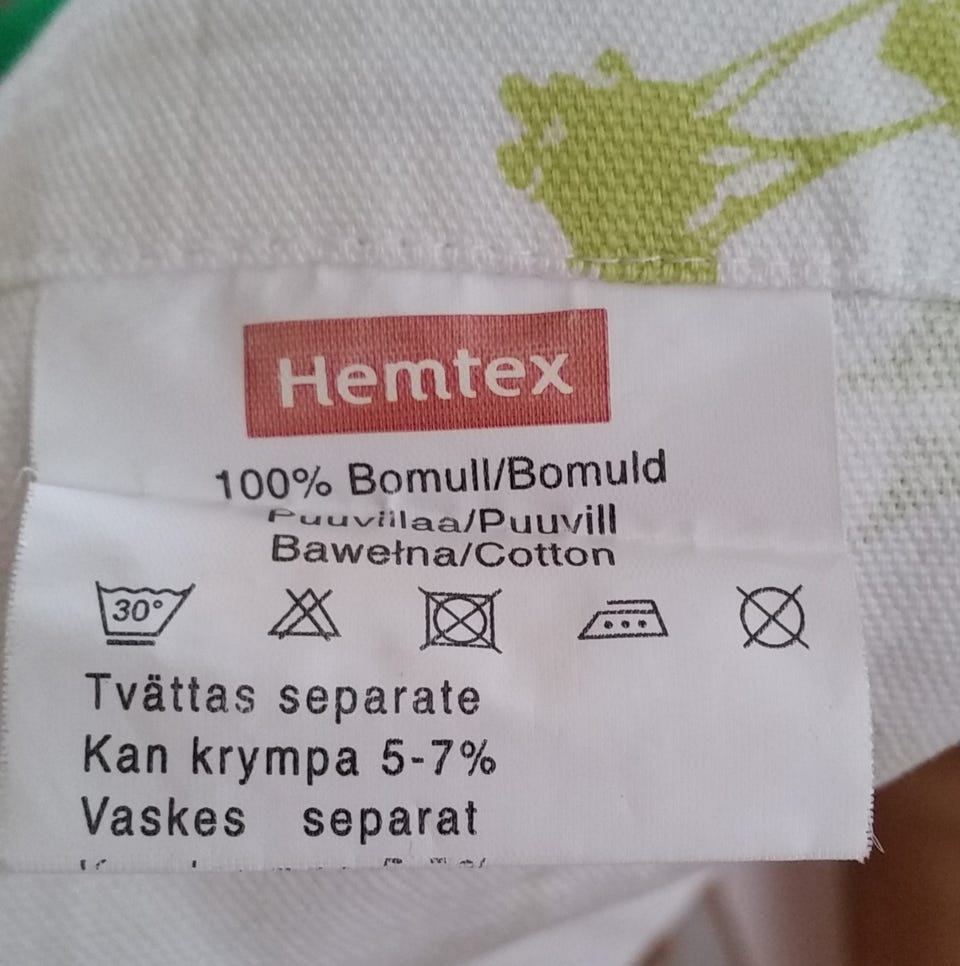 Hemtex
100% Bomull/Bomuld
Puuvillaa/Puuvill
Bawełna/Cotton
30°
Tvättas separate
Kan krympa 5-7%
Vaskes separat